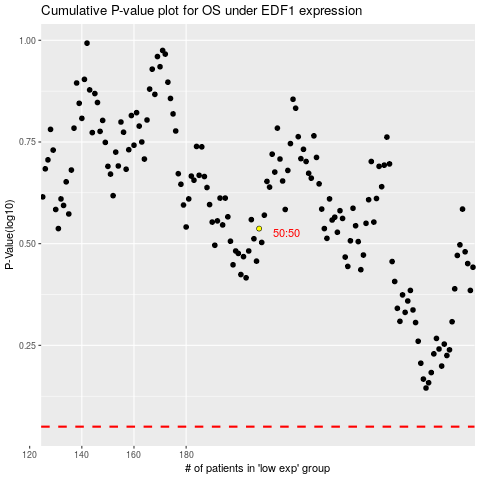 Cumulative P-value plot for OS under EDF1 expression
P-Value(log10)
1.00
0.75
0.50
0.25
50:50
120 140 160 180
# of patients in 'low exp' group